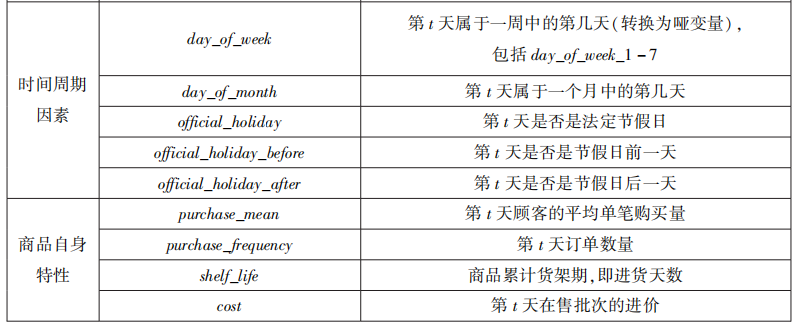 时间周期
因素
day_of_week
第 t 天属于一周中的第几天(转换为哑变量),
包括 day_of_week_1-7
day_of_month
第 t 天属于一个月中的第几天
official_holiday
第 t 天是否是法定节假日
official_holiday_before
第 t 天是否是节假日前一天
official_holiday_after
第 t 天是否是节假日后一天
商品自身
特性
purchase_mean
第 t 天顾客的平均单笔购买量
purchase_frequency
第 t 天订单数量
shelf_life
商品累计货架期,即进货天数
cost
第 t 天在售批次的进价